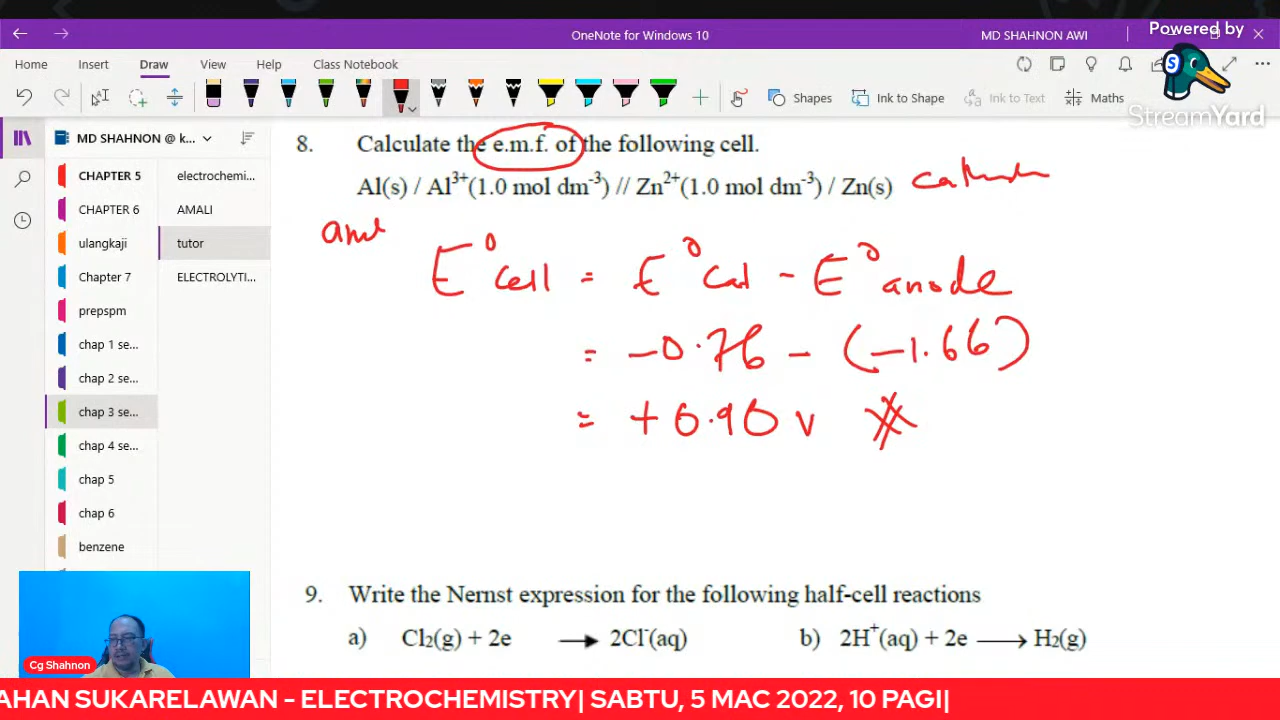 OneNote for Windows 10
MD SHAHNON AWI
Powered by
StreamYard
Home Insert Draw View Help Class Notebook
Shapes Ink to Shape Ink to Text Maths
MD SHAHNON @ k...
CHAPTER 5
CHAPTER 6
ulangkaji
Chapter 7
prepspm
chap 1 se...
chap 2 se...
chap 3 se...
chap 4 se...
chap 5
chap 6
benzene
electrochemi...
AMALI
tutor
ELECTROLYTI...
8. Calculate the e.m.f. of the following cell.
Al(s) / Al³⁺(1.0 mol dm⁻³) // Zn²⁺(1.0 mol dm⁻³) / Zn(s)
E⁰cell = E⁰cat - E⁰anode
= -0.76 - (-1.66)
= +0.90 V
9. Write the Nernst expression for the following half-cell reactions
a) Cl₂(g) + 2e → 2Cl⁻(aq) b) 2H⁺(aq) + 2e → H₂(g)
Cg Shahnon
AHAN SUKARELAWAN - ELECTROCHEMISTRY| SABTU, 5 MAC 2022, 10 PAGI|